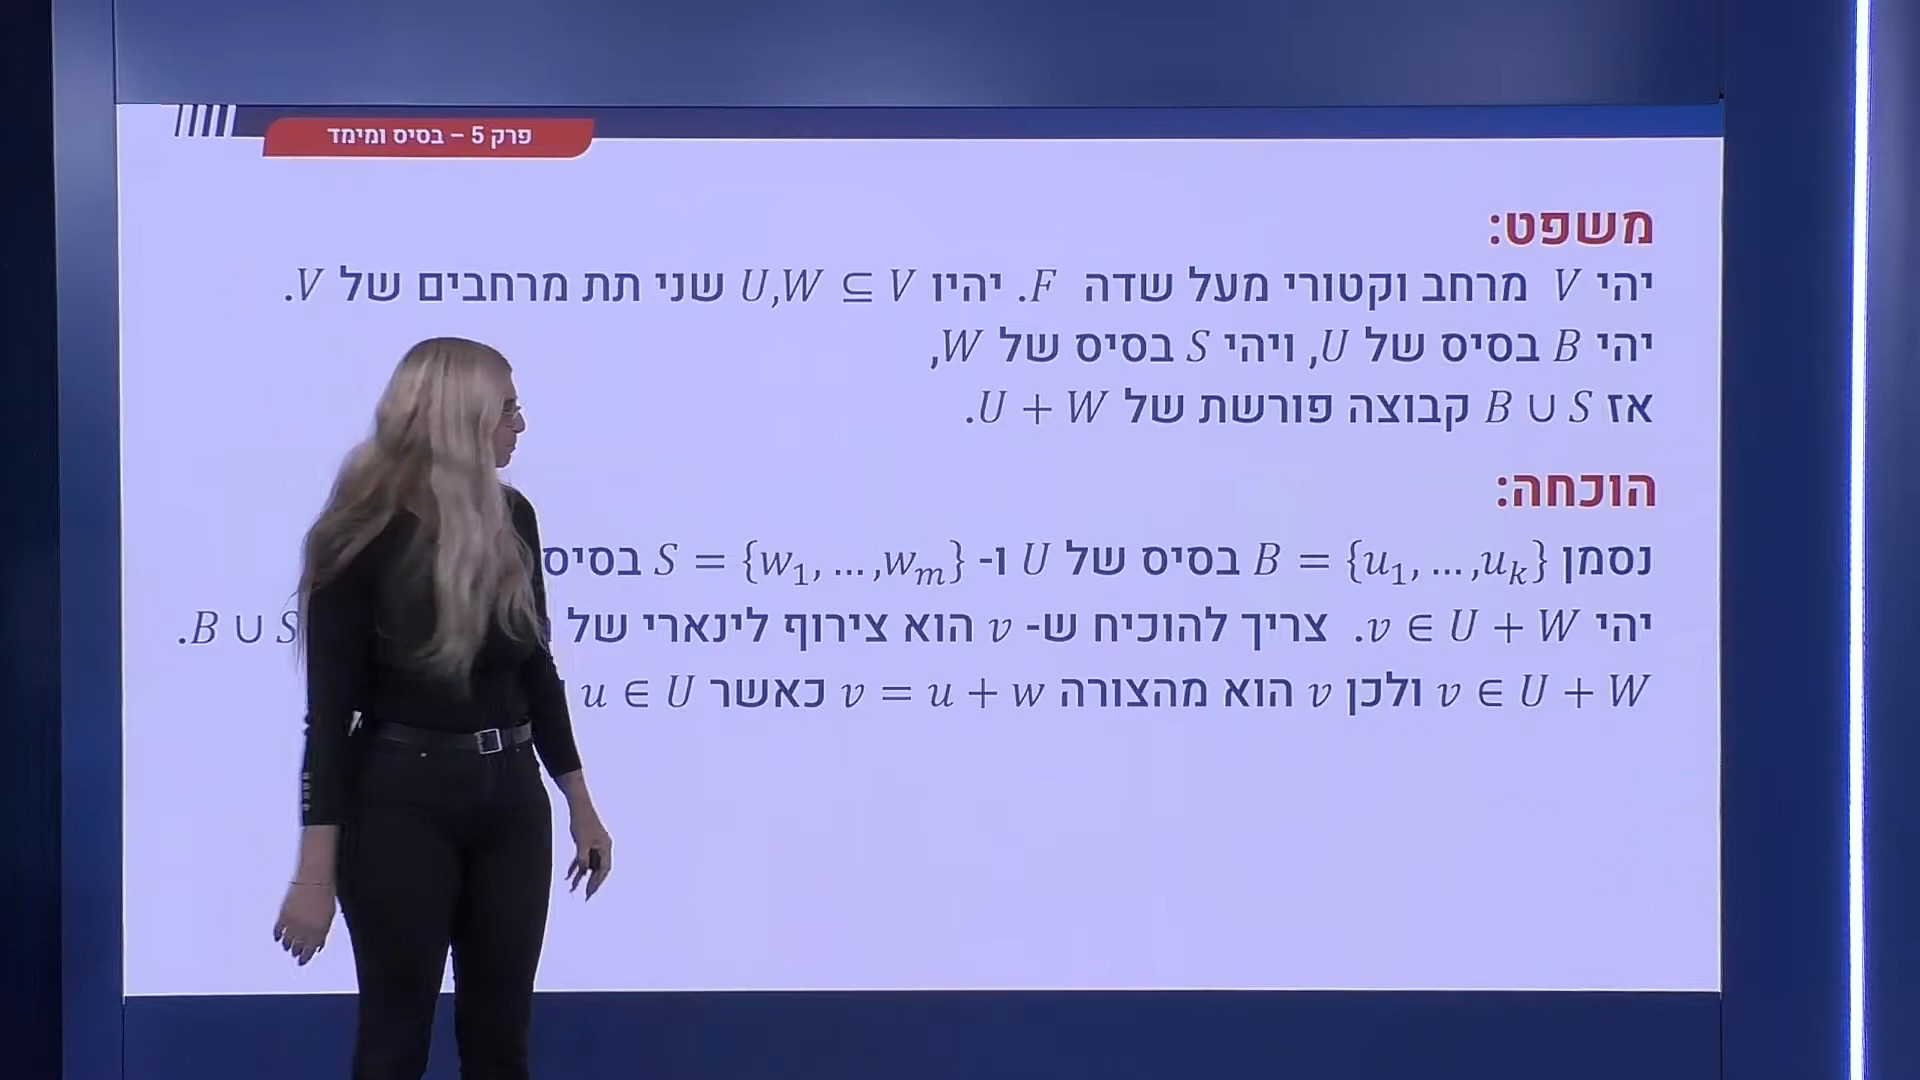 פרק 5 – בסיס ומימד
משפט:
יהי V מרחב וקטורי מעל שדה F. יהיו U,W ⊆ V שני תת מרחבים של V.
יהי B בסיס של U, ויהי S בסיס של W,
אז B ∪ S קבוצה פורשת של U + W.
הוכחה:
נסמן B = {u₁, … ,uₖ} בסיס של U ו- S = {w₁, … ,wₘ} בסיס
יהי v ∈ U + W. צריך להוכיח ש- v הוא צירוף לינארי של B ∪ S.
v ∈ U + W ולכן v הוא מהצורה v = u + w כאשר u ∈ U